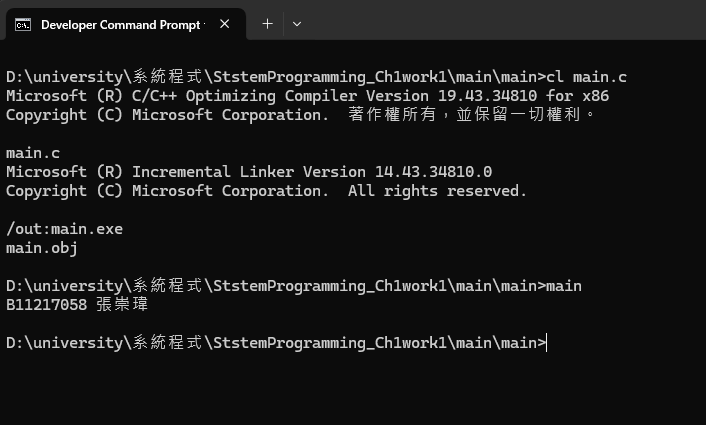 Developer Command Prompt
D:\university\系統程式\StstemProgramming_Ch1work1\main\main>cl main.c
Microsoft (R) C/C++ Optimizing Compiler Version 19.43.34810 for x86
Copyright (C) Microsoft Corporation.  著作權所有，並保留一切權利。
main.c
Microsoft (R) Incremental Linker Version 14.43.34810.0
Copyright (C) Microsoft Corporation.  All rights reserved.
/out:main.exe
main.obj
D:\university\系統程式\StstemProgramming_Ch1work1\main\main>main
B11217058 張崇瑋
D:\university\系統程式\StstemProgramming_Ch1work1\main\main>